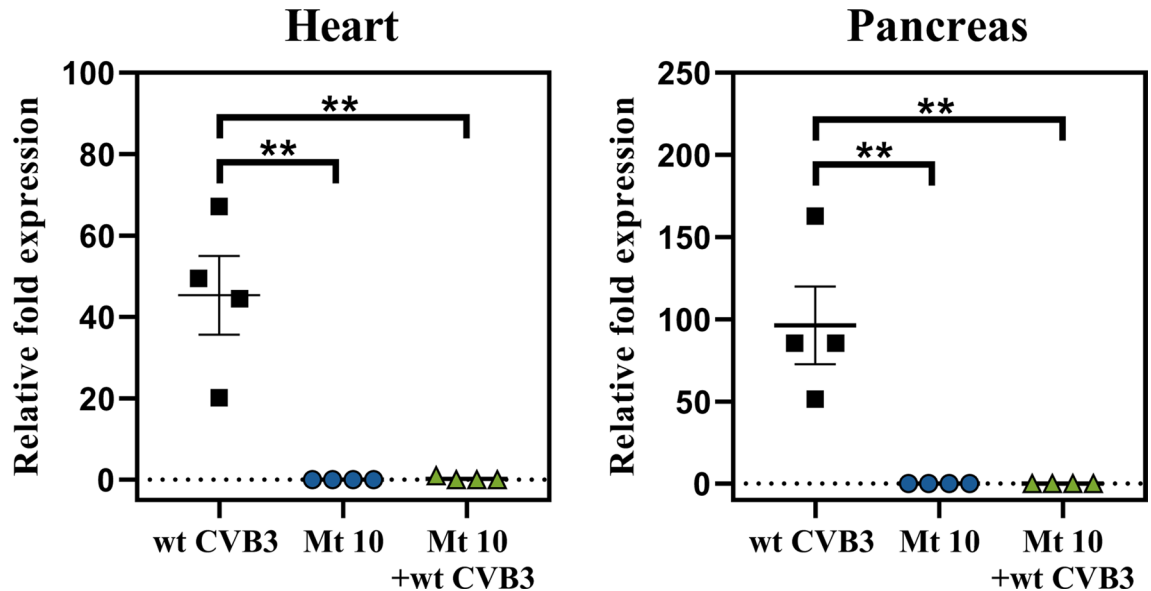 Heart
Relative fold expression
100
80
60
40
20
0
**
**
wt CVB3
Mt 10
Mt 10
+wt CVB3
Pancreas
Relative fold expression
250
200
150
100
50
0
**
**
wt CVB3
Mt 10
Mt 10
+wt CVB3